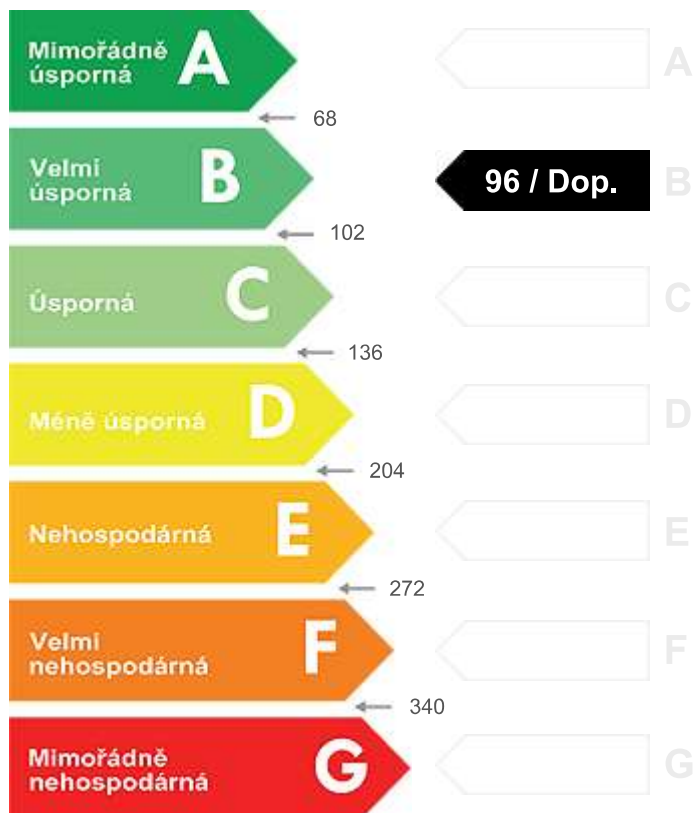 Mimořádně
úsporná
A
A
68
Velmi
úsporná
B
96 / Dop.
B
102
Úsporná
C
C
136
Méně úsporná
D
D
204
Nehospodárná
E
E
272
Velmi
nehospodárná
F
F
340
Mimořádně
nehospodárná
G
G